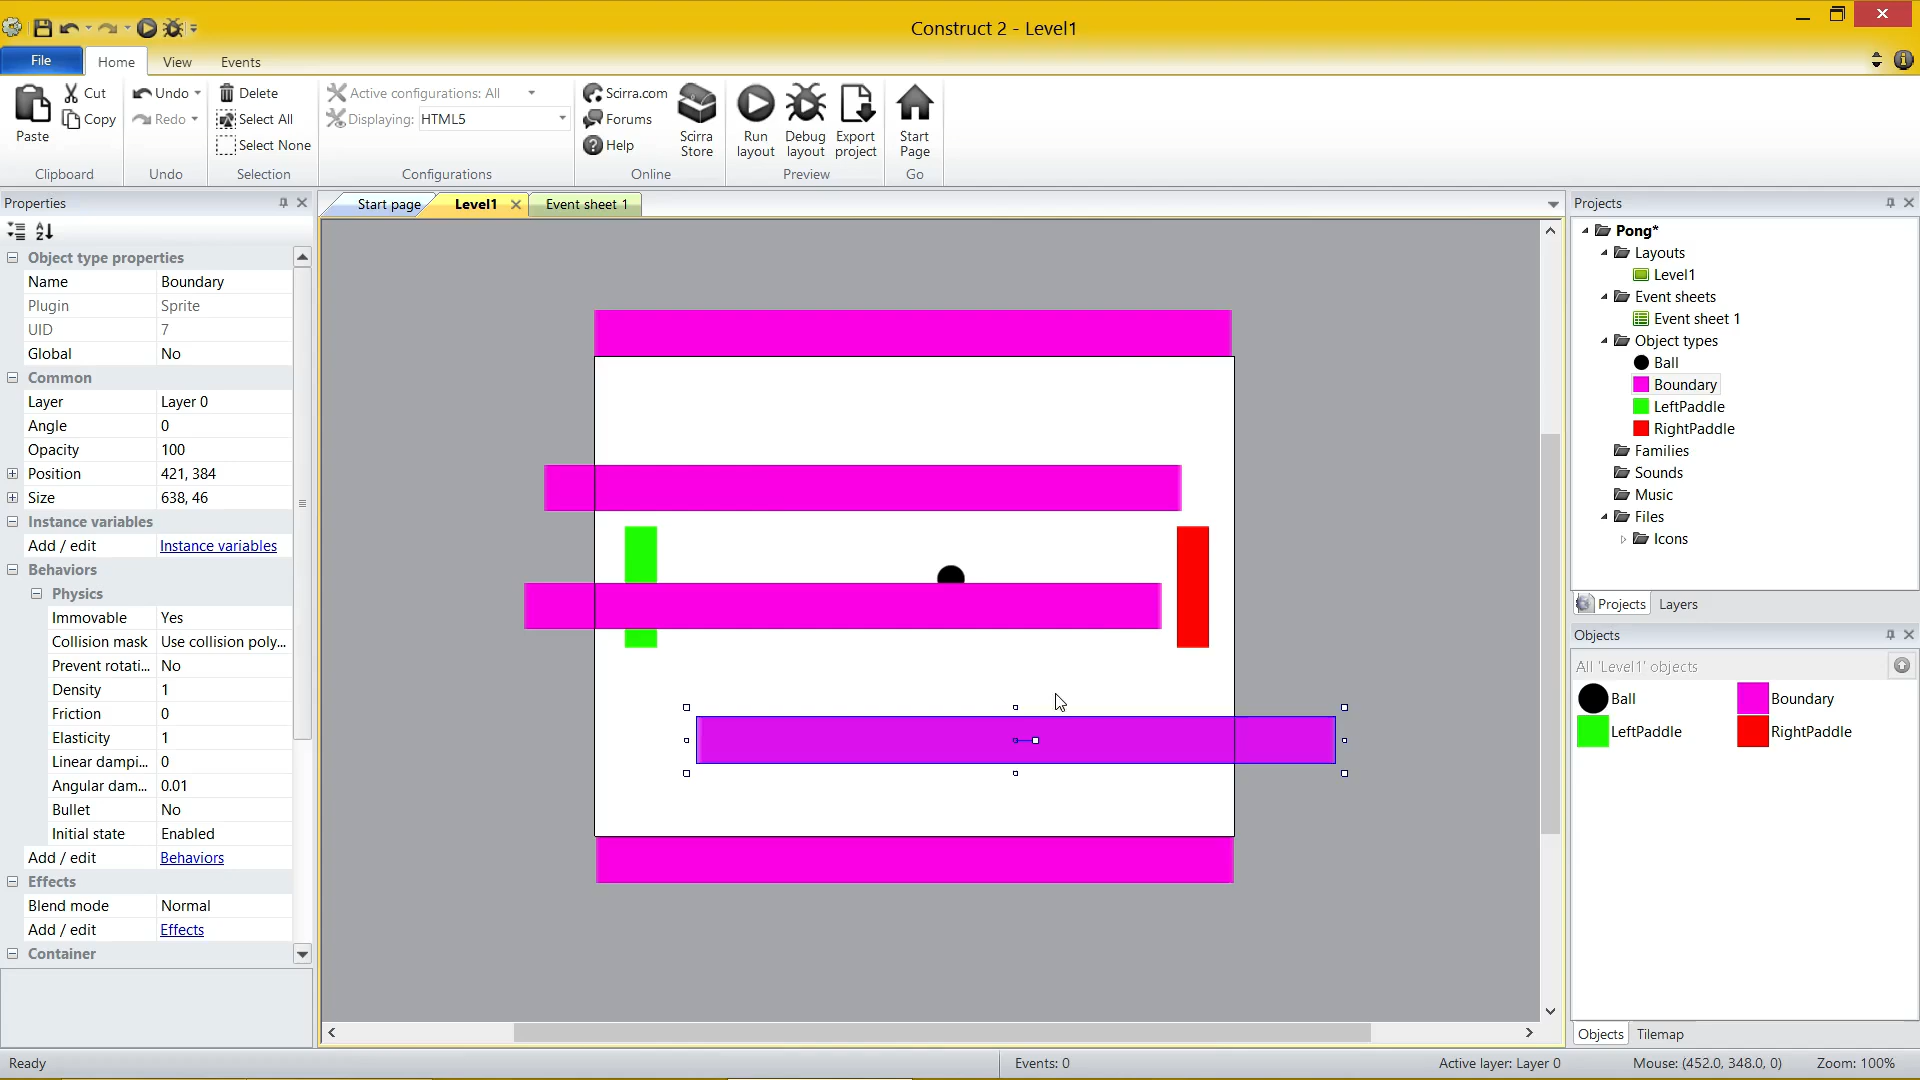 Construct 2 - Level1
File
Home
View
Events
Paste
Cut
Copy
Clipboard
Undo
Redo
Undo
Delete
Select All
Select None
Selection
Active configurations: All
Displaying: HTML5
Configurations
Scirra.com
Forums
Help
Scirra
Store
Online
Run
layout
Debug
layout
Export
project
Preview
Start
Page
Go
Properties
Start page
Level1
Event sheet 1
Object type properties
Name Boundary
Plugin Sprite
UID 7
Global No
Common
Layer Layer 0
Angle 0
Opacity 100
Position 421, 384
Size 638, 46
Instance variables
Add / edit Instance variables
Behaviors
Physics
Immovable Yes
Collision mask Use collision poly...
Prevent rotati... No
Density 1
Friction 0
Elasticity 1
Linear dampi... 0
Angular dam... 0.01
Bullet No
Initial state Enabled
Add / edit Behaviors
Effects
Blend mode Normal
Add / edit Effects
Container
Projects
Pong*
Layouts
Level1
Event sheets
Event sheet 1
Object types
Ball
Boundary
LeftPaddle
RightPaddle
Families
Sounds
Music
Files
Icons
Projects Layers
Objects
All 'Level1' objects
Ball Boundary
LeftPaddle RightPaddle
Objects Tilemap
Ready
Events: 0
Active layer: Layer 0
Mouse: (452.0, 348.0, 0)
Zoom: 100%